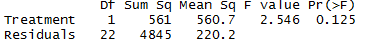 Df Sum Sq Mean Sq F value Pr(>F)
Treatment 1 561 560.7 2.546 0.125
Residuals 22 4845 220.2